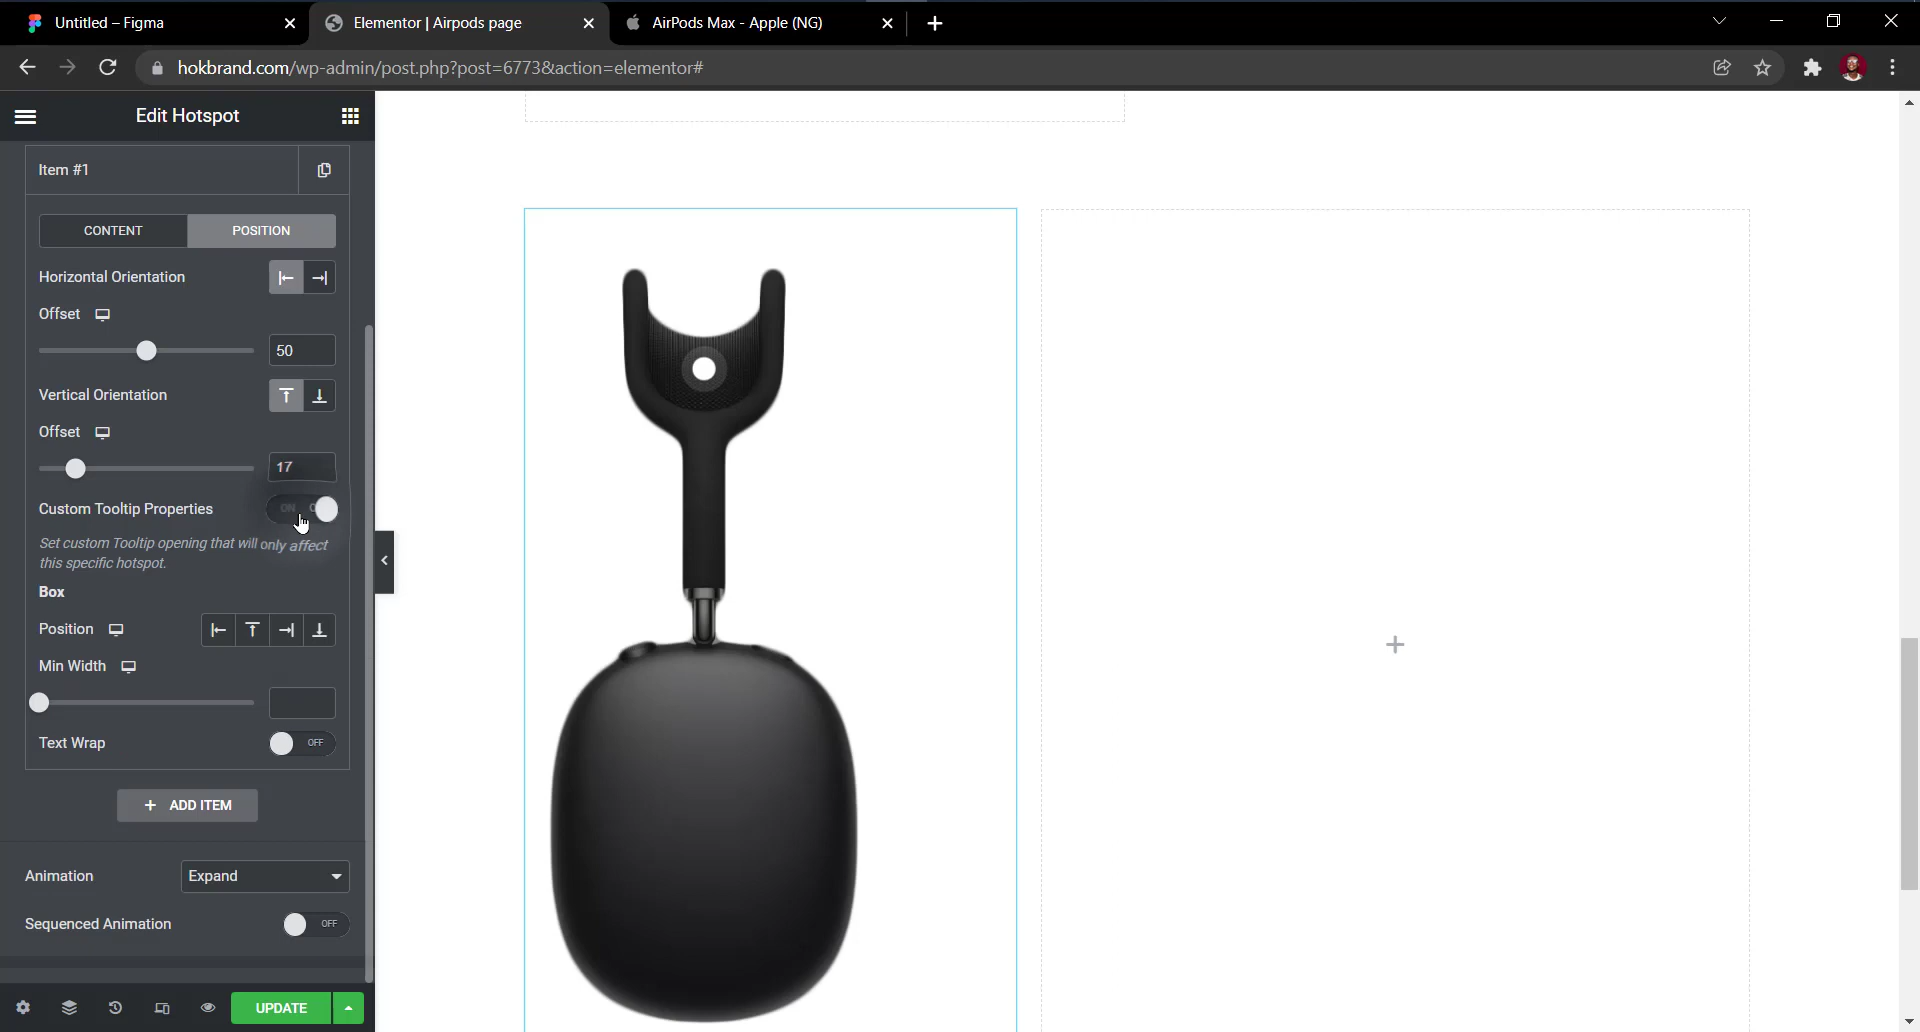 Untitled – Figma
Elementor | Airpods page
AirPods Max - Apple (NG)
hokbrand.com/wp-admin/post.php?post=6773&action=elementor#
Edit Hotspot
Item #1
CONTENT
POSITION
Horizontal Orientation
Offset
50
Vertical Orientation
Offset
17
Custom Tooltip Properties
ON
Set custom Tooltip opening that will only affect
this specific hotspot.
Box
Position
Min Width
Text Wrap
OFF
+ ADD ITEM
Animation
Expand
Sequenced Animation
OFF
UPDATE